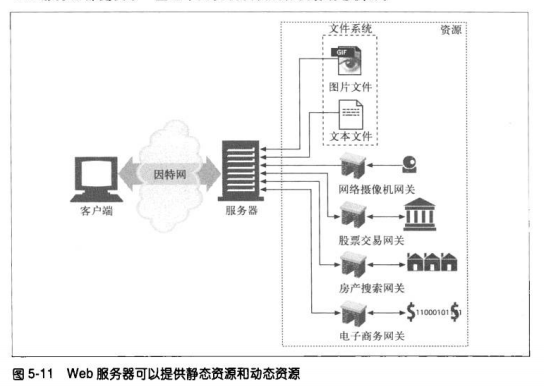 文件系统
资源
GIF
图片文件
文本文件
因特网
客户端
服务器
网络摄像机网关
股票交易网关
房产搜索网关
$11000101101$
电子商务网关
图 5-11 Web 服务器可以提供静态资源和动态资源